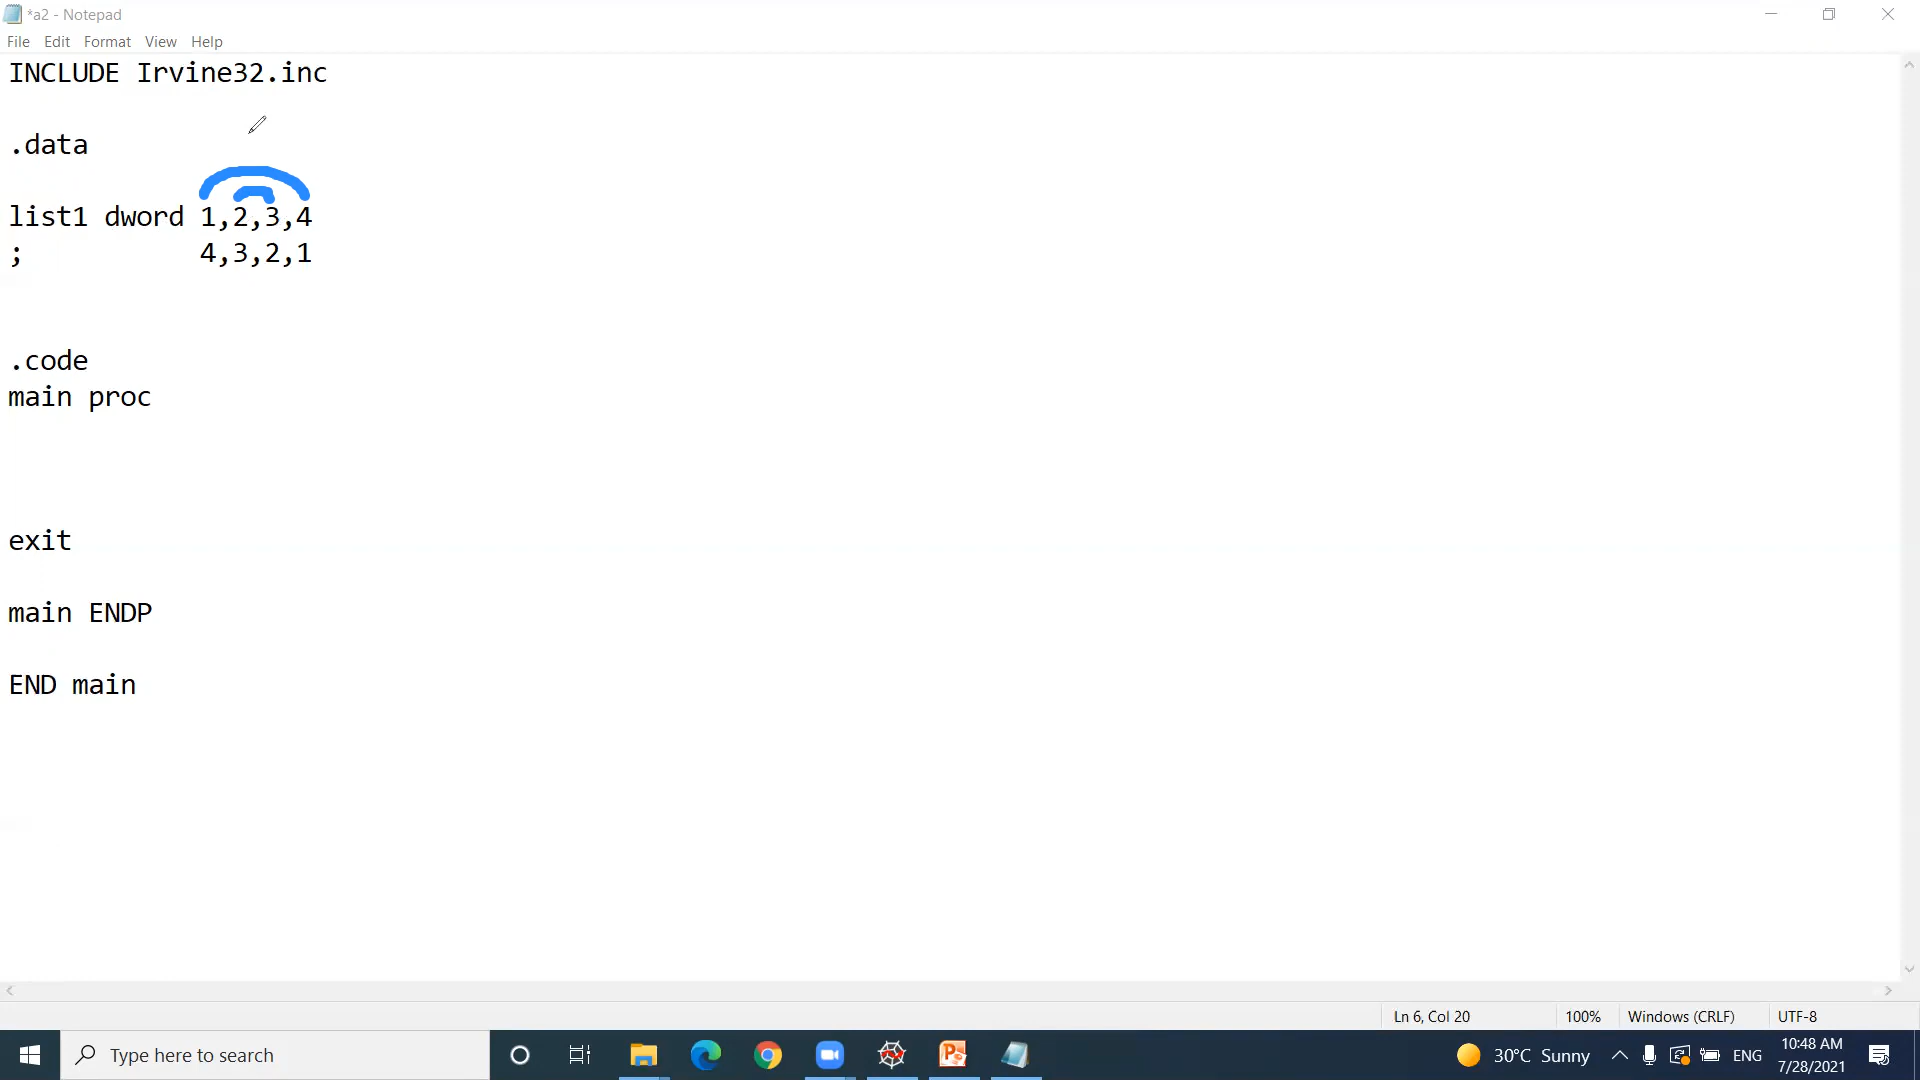 *a2 - Notepad
File Edit Format View Help
INCLUDE Irvine32.inc
.data
list1 dword 1,2,3,4
; 4,3,2,1
.code
main proc
exit
main ENDP
END main
Ln 6, Col 20 100% Windows (CRLF) UTF-8
Type here to search
30°C Sunny ENG 10:48 AM
7/28/2021